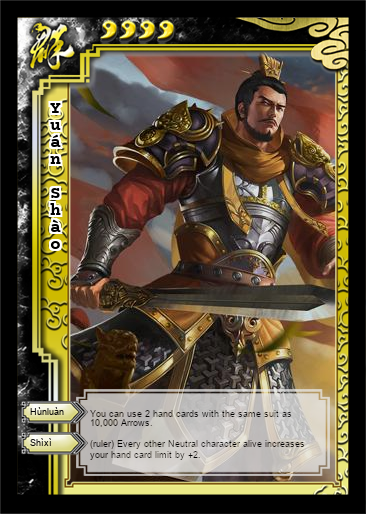 群
Yuán Shào
Hùnluàn
You can use 2 hand cards with the same suit as
10,000 Arrows.
Shìxì
(ruler) Every other Neutral character alive increases
your hand card limit by +2.